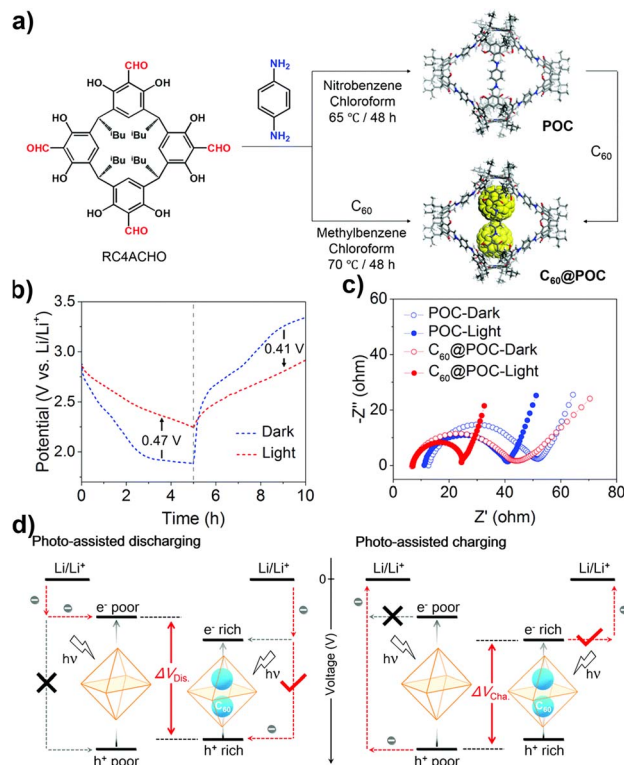 a)
CHO
OH
HO
OH
HO
iBu
iBu
OHC
CHO
iBu
iBu
HO
OH
HO
OH
CHO
RC4ACHO
NH₂
NH₂
Nitrobenzene
Chloroform
65 °C / 48 h
POC
C₆₀
C₆₀
Methylbenzene
Chloroform
70 °C / 48 h
C₆₀@POC
b)
Potential (V vs. Li/Li⁺)
3.5
3.0
2.5
2.0
0.47 V
0.41 V
Dark
Light
0 2 4 6 8 10
Time (h)
c)
-Z'' (ohm)
-60
-40
-20
0
POC-Dark
POC-Light
C₆₀@POC-Dark
C₆₀@POC-Light
0 20 40 60 80
Z' (ohm)
d)
Photo-assisted discharging
Li/Li⁺
Li/Li⁺
e⁻ poor
e⁻ rich
hν
hν
ΔV_Dis.
C₆₀
h⁺ poor
h⁺ rich
0
Voltage (V)
Photo-assisted charging
Li/Li⁺
Li/Li⁺
e⁻ poor
e⁻ rich
hν
hν
ΔV_Cha.
C₆₀
h⁺ poor
h⁺ rich